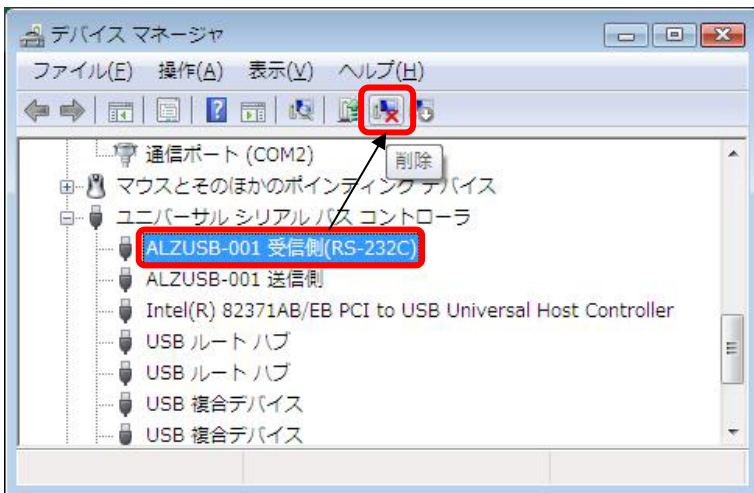 デバイス マネージャ
ファイル(F) 操作(A) 表示(V) ヘルプ(H)
削除
通信ポート (COM2)
マウスとそのほかのポインティング デバイス
ユニバーサル シリアル バス コントローラ
ALZUSB-001 受信側(RS-232C)
ALZUSB-001 送信側
Intel(R) 82371AB/EB PCI to USB Universal Host Controller
USB ルート ハブ
USB ルート ハブ
USB 複合デバイス
USB 複合デバイス